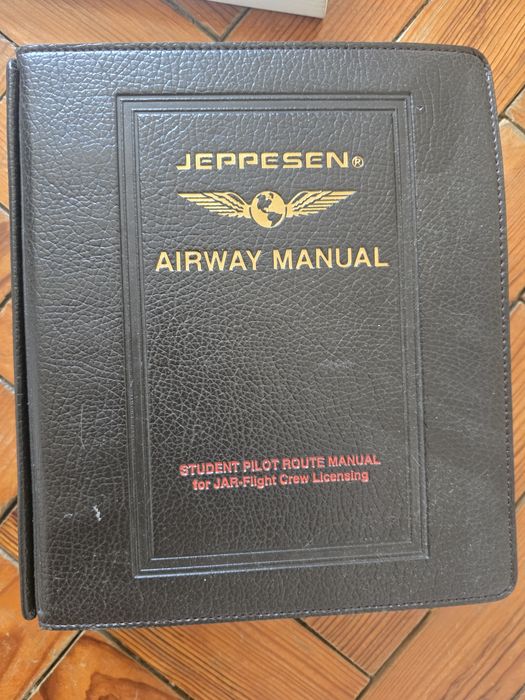 JEPPESEN®
AIRWAY MANUAL
STUDENT PILOT ROUTE MANUAL
for JAR-Flight Crew Licensing